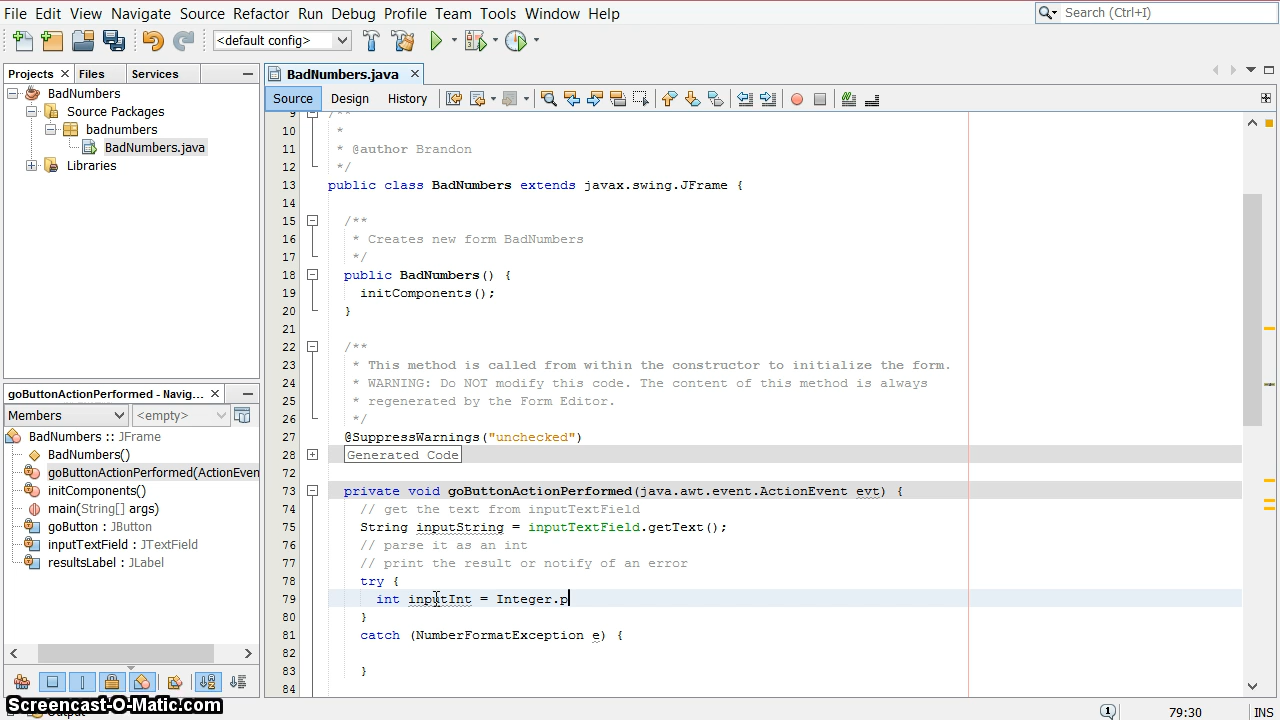 File Edit View Navigate Source Refactor Run Debug Profile Team Tools Window Help
Search (Ctrl+I)
<default config>
Projects Files Services
BadNumbers.java
Source Design History
BadNumbers
Source Packages
badnumbers
BadNumbers.java
Libraries
goButtonActionPerformed - Navig...
Members <empty>
BadNumbers :: JFrame
BadNumbers()
goButtonActionPerformed(ActionEven
initComponents()
main(String[] args)
goButton : JButton
inputTextField : JTextField
resultsLabel : JLabel
9 /**
10 *
11 * @author Brandon
12 */
13 public class BadNumbers extends javax.swing.JFrame {
14
15 /**
16 * Creates new form BadNumbers
17 */
18 public BadNumbers() {
19 initComponents();
20 }
21
22 /**
23 * This method is called from within the constructor to initialize the form.
24 * WARNING: Do NOT modify this code. The content of this method is always
25 * regenerated by the Form Editor.
26 */
27 @SuppressWarnings("unchecked")
28 Generated Code
72
73 private void goButtonActionPerformed(java.awt.event.ActionEvent evt) {
74 // get the text from inputTextField
75 String inputString = inputTextField.getText();
76 // parse it as an int
77 // print the result or notify of an error
78 try {
79 int inputInt = Integer.p
80 }
81 catch (NumberFormatException e) {
82
83 }
84
Screencast-O-Matic.com
1 79:30 INS